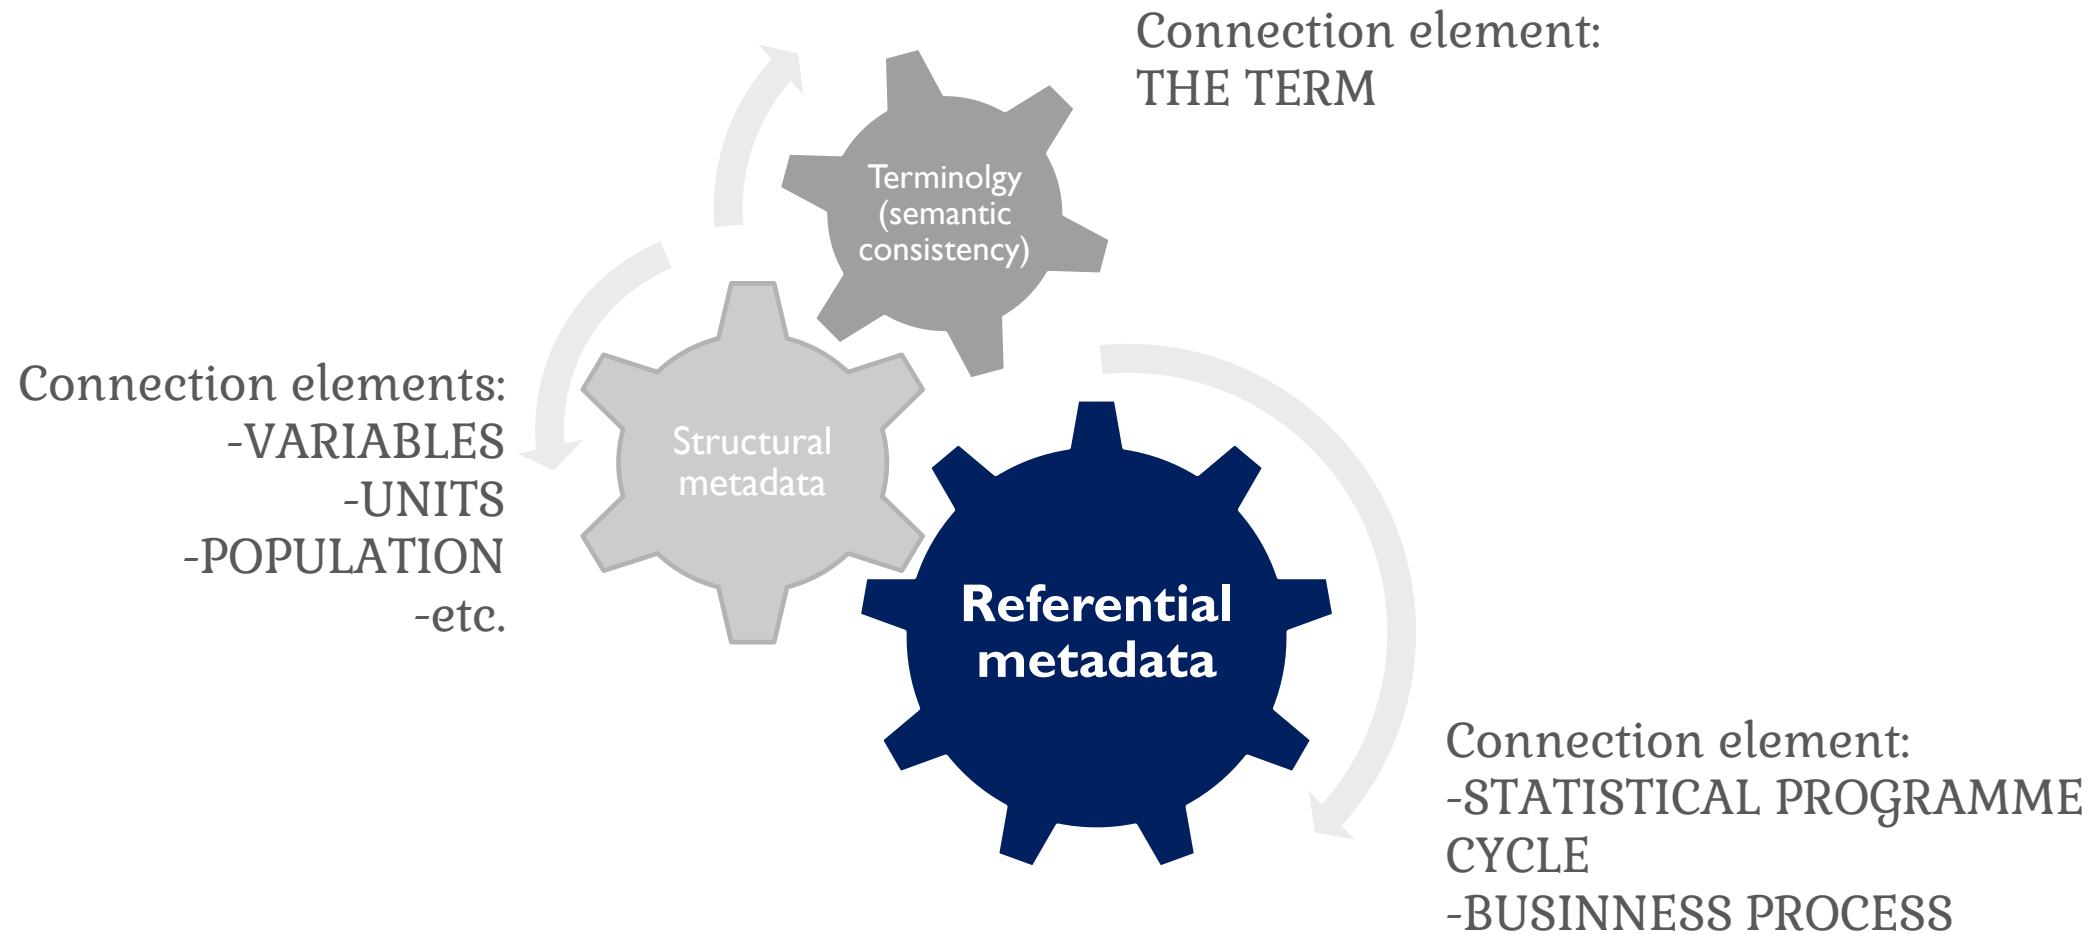 Connection element:
THE TERM
Terminolgy
(semantic
consistency)
Connection elements:
-VARIABLES
-UNITS
-POPULATION
-etc.
Structural
metadata
Referential
metadata
Connection element:
-STATISTICAL PROGRAMME
CYCLE
-BUSINNESS PROCESS